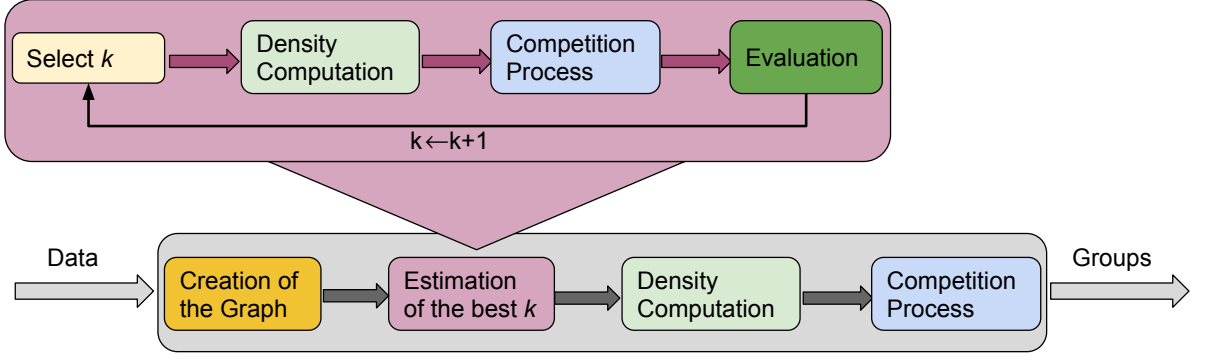 Select k
Density
Computation
Competition
Process
Evaluation
k←k+1
Data
Creation of
the Graph
Estimation
of the best k
Density
Computation
Competition
Process
Groups